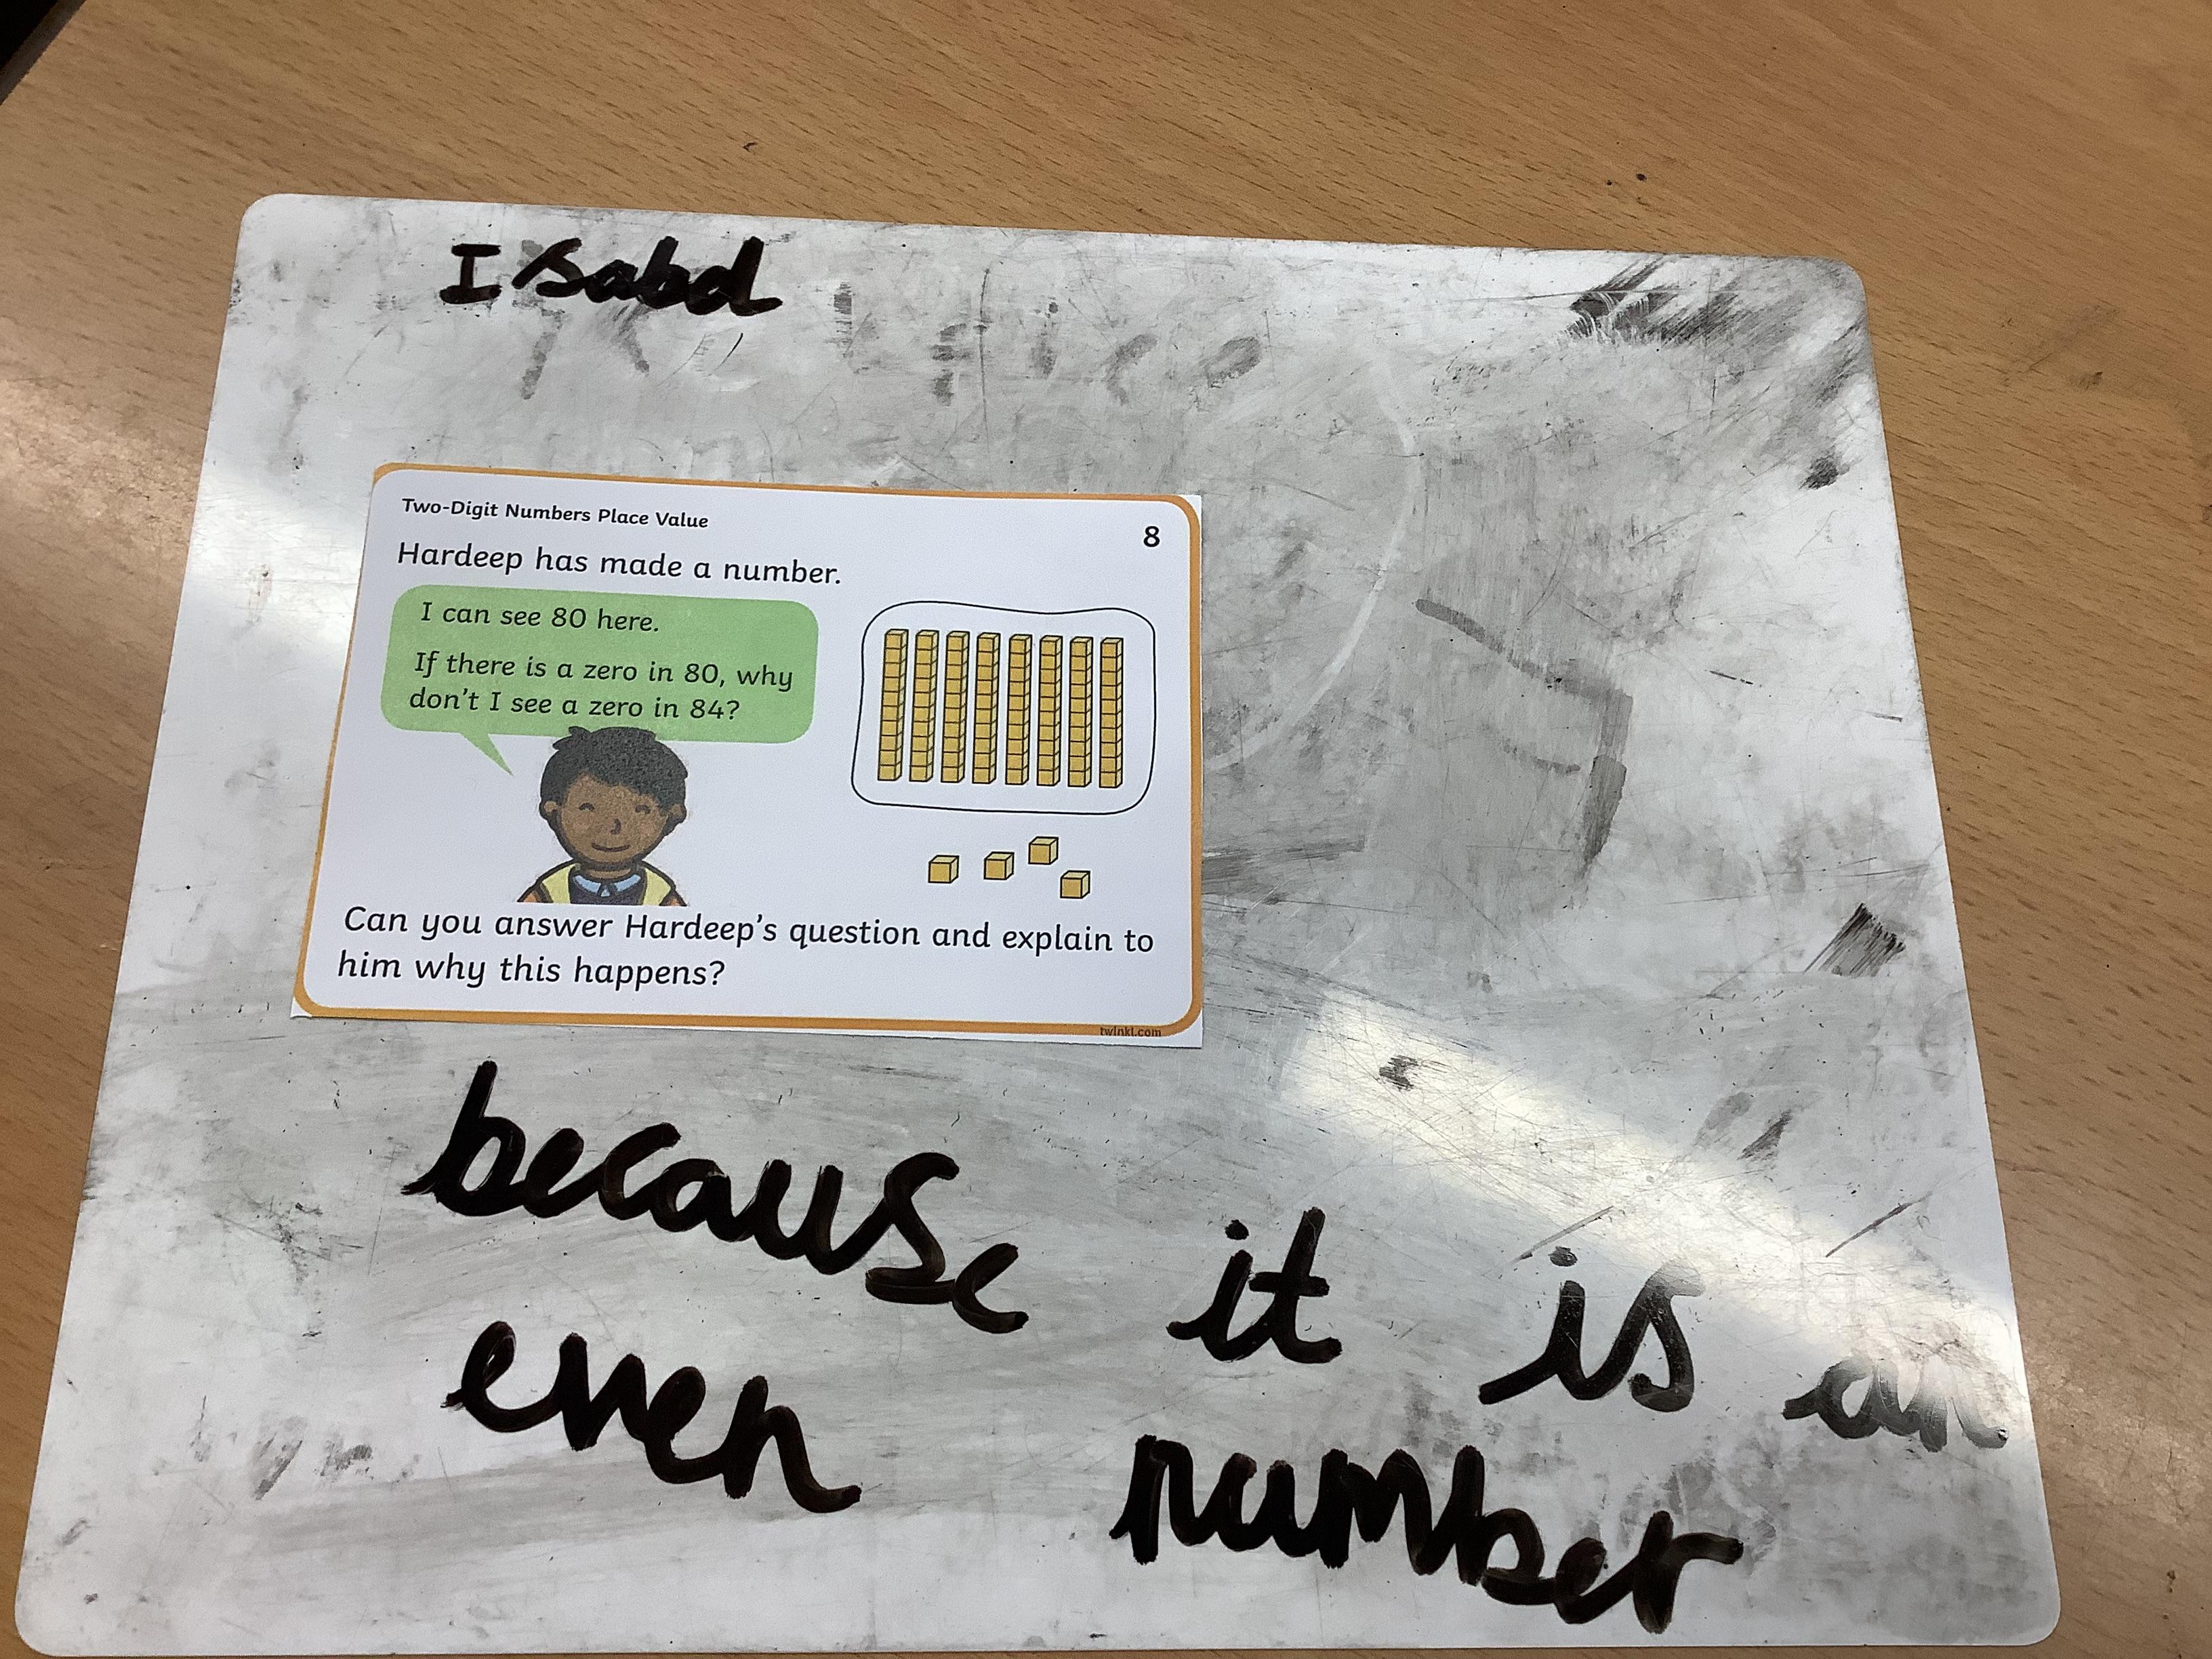 Isabel
Two-Digit Numbers Place Value
8
Hardeep has made a number.
I can see 80 here.
If there is a zero in 80, why
don't I see a zero in 84?
Can you answer Hardeep's question and explain to
him why this happens?
twinkl.com
because it is an
even number